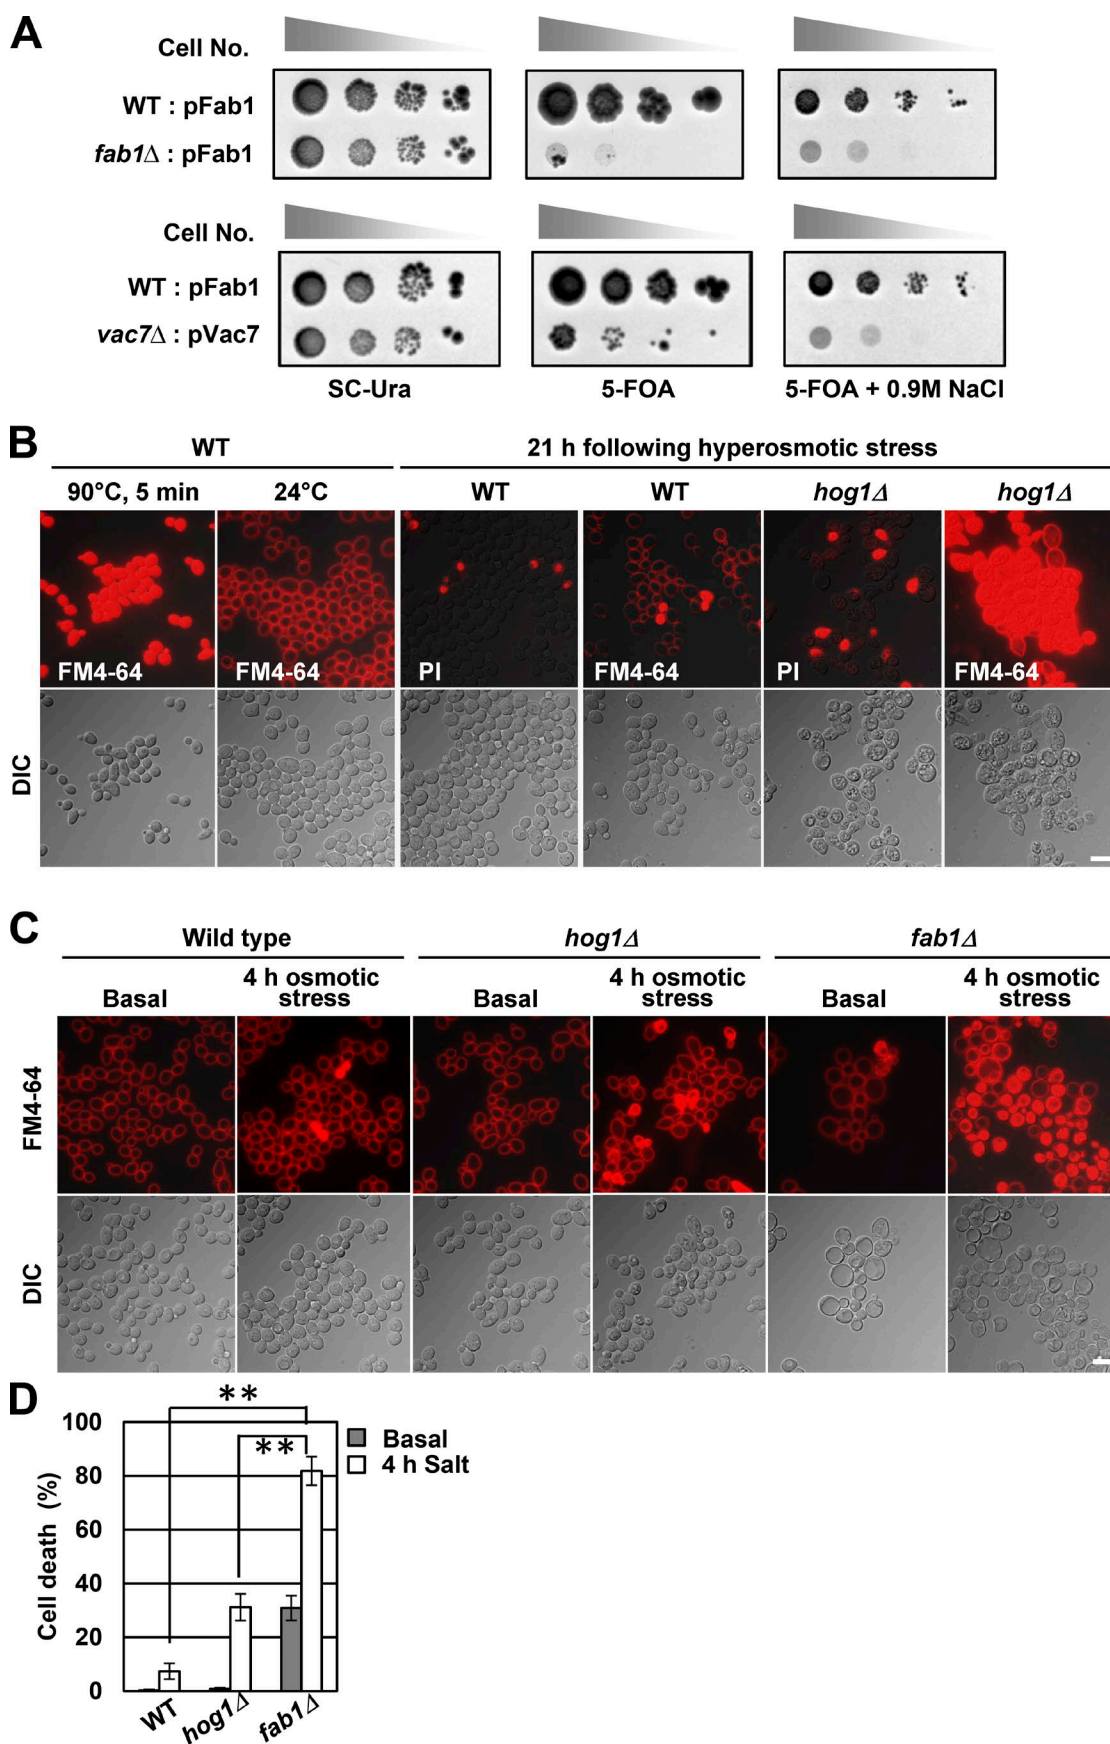 A
Cell No.
WT : pFab1
fab1Δ : pFab1
Cell No.
WT : pFab1
vac7Δ : pVac7
SC-Ura 5-FOA 5-FOA + 0.9M NaCl
B
WT 21 h following hyperosmotic stress
90°C, 5 min 24°C WT WT hog1Δ hog1Δ
FM4-64 FM4-64 PI FM4-64 PI FM4-64
DIC
C
Wild type hog1Δ fab1Δ
Basal 4 h osmotic stress Basal 4 h osmotic stress Basal 4 h osmotic stress
FM4-64
DIC
D
**
**
Basal
4 h Salt
Cell death (%)
100
80
60
40
20
0
WT hog1Δ fab1Δ